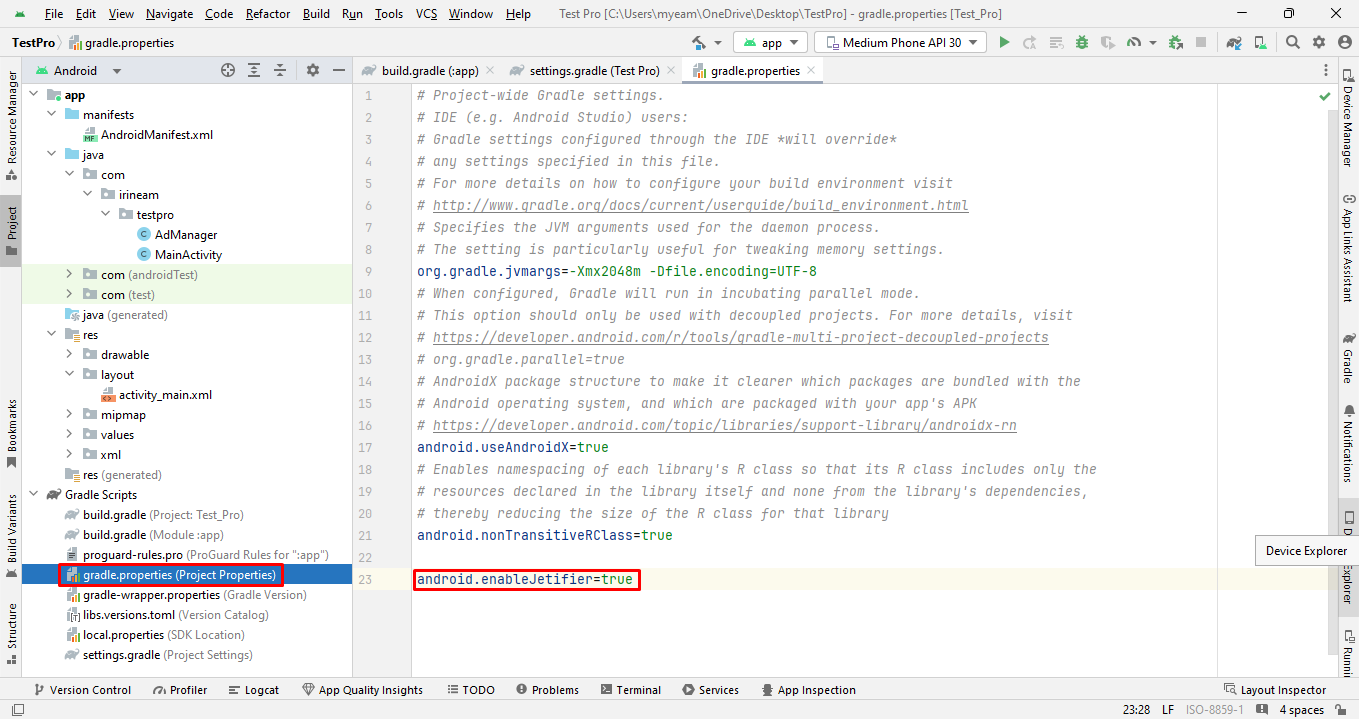 File Edit View Navigate Code Refactor Build Run Tools VCS Window Help Test Pro [C:\Users\myeam\OneDrive\Desktop\TestPro] - gradle.properties [Test_Pro]
TestPro gradle.properties app Medium Phone API 30
Android
build.gradle (:app) settings.gradle (Test Pro) gradle.properties
Resource Manager
Project
Bookmarks
Build Variants
Structure
app
manifests
AndroidManifest.xml
java
com
irineam
testpro
AdManager
MainActivity
com (androidTest)
com (test)
java (generated)
res
drawable
layout
activity_main.xml
mipmap
values
xml
res (generated)
Gradle Scripts
build.gradle (Project: Test_Pro)
build.gradle (Module :app)
proguard-rules.pro (ProGuard Rules for ":app")
gradle.properties (Project Properties)
gradle-wrapper.properties (Gradle Version)
libs.versions.toml (Version Catalog)
local.properties (SDK Location)
settings.gradle (Project Settings)
1 # Project-wide Gradle settings.
2 # IDE (e.g. Android Studio) users:
3 # Gradle settings configured through the IDE *will override*
4 # any settings specified in this file.
5 # For more details on how to configure your build environment visit
6 # http://www.gradle.org/docs/current/userguide/build_environment.html
7 # Specifies the JVM arguments used for the daemon process.
8 # The setting is particularly useful for tweaking memory settings.
9 org.gradle.jvmargs=-Xmx2048m -Dfile.encoding=UTF-8
10 # When configured, Gradle will run in incubating parallel mode.
11 # This option should only be used with decoupled projects. For more details, visit
12 # https://developer.android.com/r/tools/gradle-multi-project-decoupled-projects
13 # org.gradle.parallel=true
14 # AndroidX package structure to make it clearer which packages are bundled with the
15 # Android operating system, and which are packaged with your app's APK
16 # https://developer.android.com/topic/libraries/support-library/androidx-rn
17 android.useAndroidX=true
18 # Enables namespacing of each library's R class so that its R class includes only the
19 # resources declared in the library itself and none from the library's dependencies,
20 # thereby reducing the size of the R class for that library
21 android.nonTransitiveRClass=true
22
23 android.enableJetifier=true
Device Manager
App Links Assistant
Gradle
Notifications
Device Explorer
Explorer
Version Control Profiler Logcat App Quality Insights TODO Problems Terminal Services App Inspection Layout Inspector
23:28 LF ISO-8859-1 4 spaces